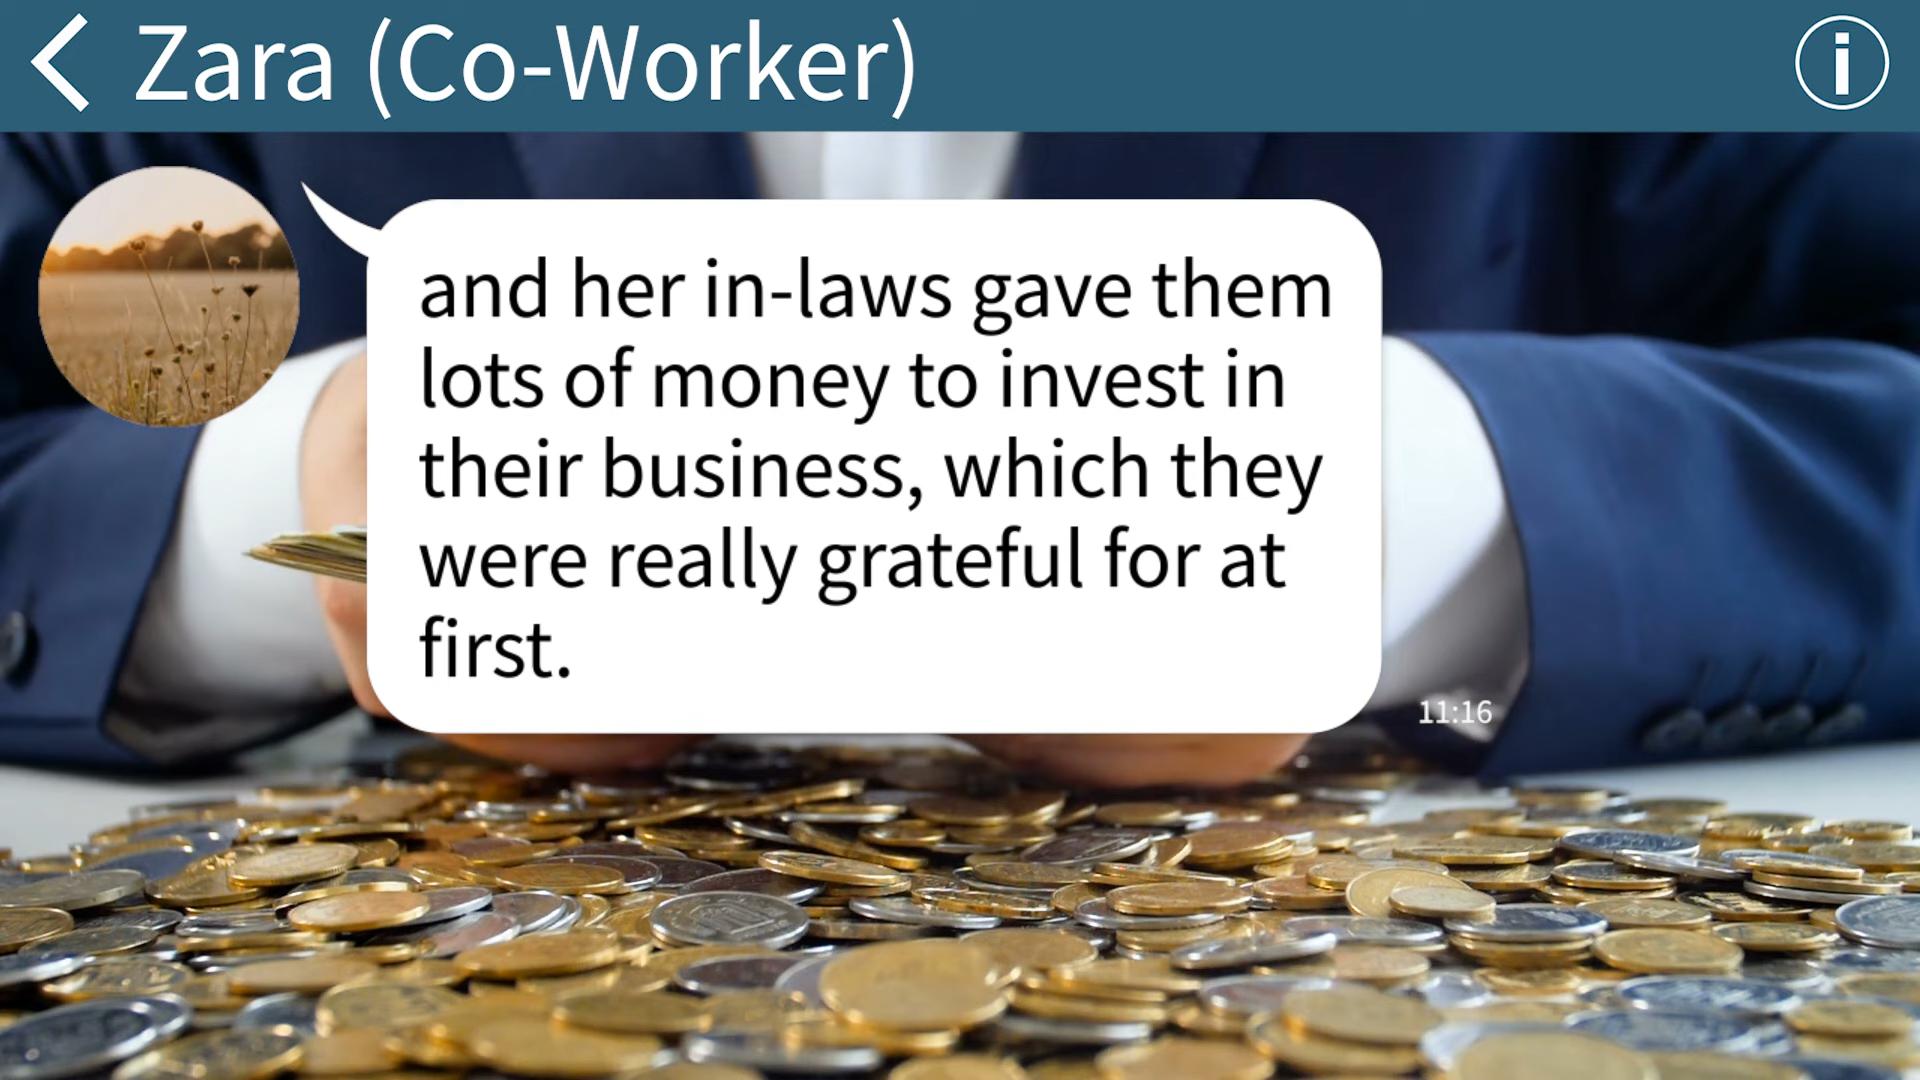 Zara (Co-Worker)
and her in-laws gave them
lots of money to invest in
their business, which they
were really grateful for at
first.
11:16